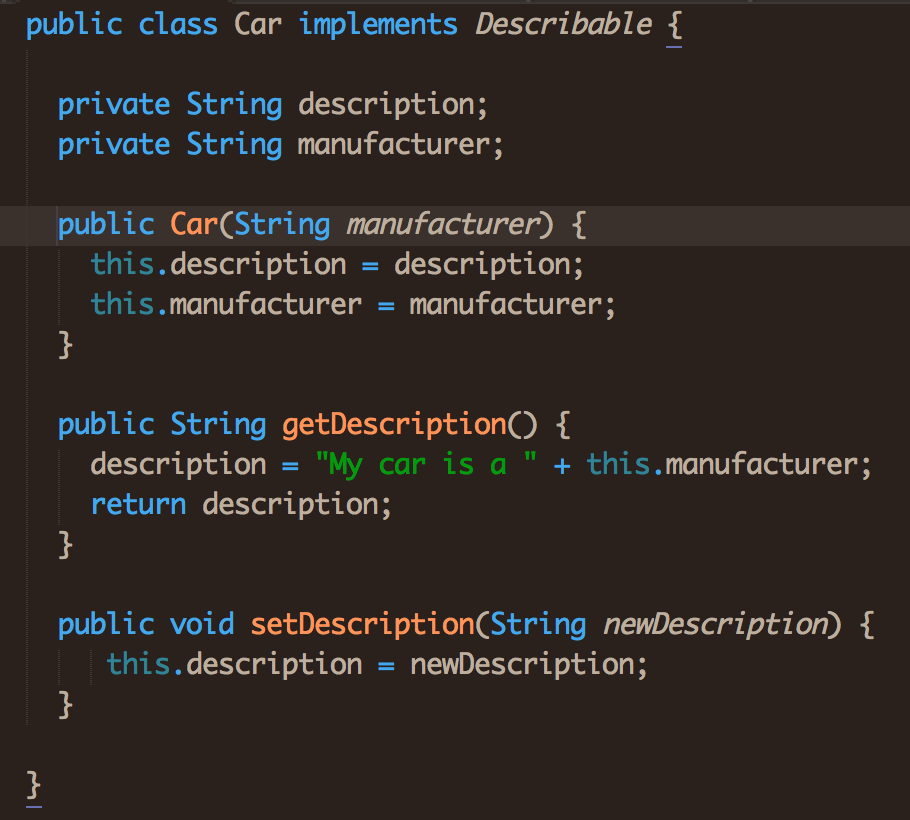 public class Car implements Describable {
private String description;
private String manufacturer;
public Car(String manufacturer) {
this.description = description;
this.manufacturer = manufacturer;
}
public String getDescription() {
description = "My car is a " + this.manufacturer;
return description;
}
public void setDescription(String newDescription) {
this.description = newDescription;
}
}